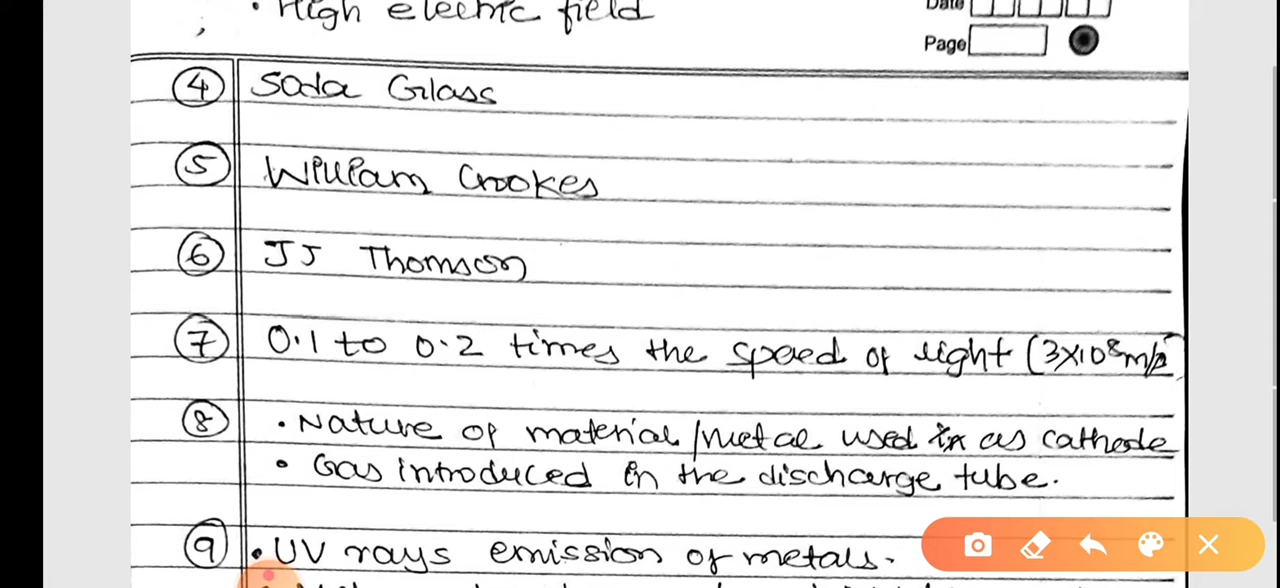 • High electric field
Date
Page
4 Soda Glass
5 William Crookes
6 JJ Thomson
7 0.1 to 0.2 times the speed of light (3×10⁸m/s
8 • Nature of material/metal used in as cathode
• Gas introduced in the discharge tube.
9 • UV rays emission of metals.